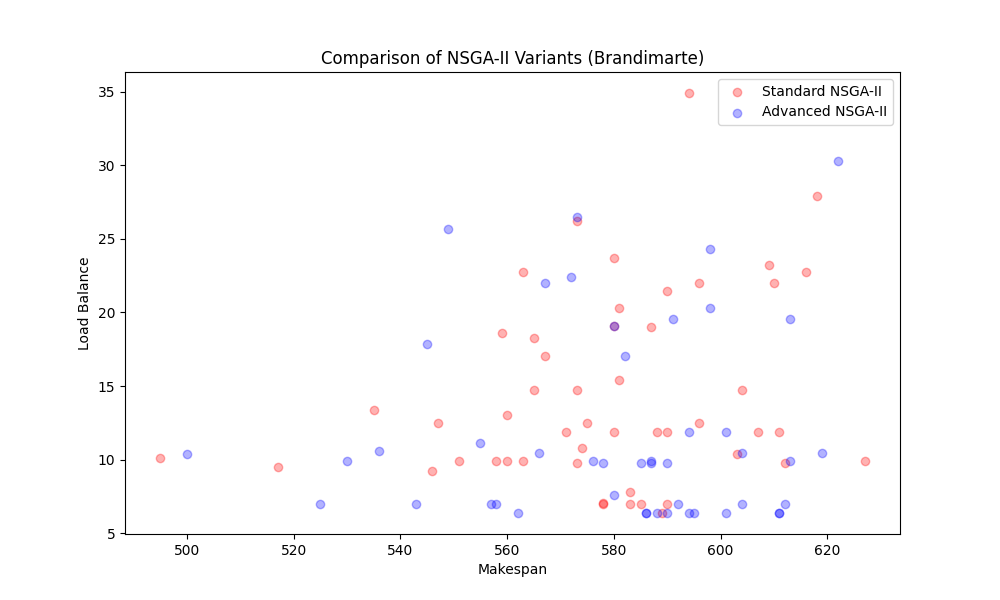 Comparison of NSGA-II Variants (Brandimarte)
Standard NSGA-II
Advanced NSGA-II
Load Balance
35
30
25
20
15
10
5
500
520
540
560
580
600
620
Makespan